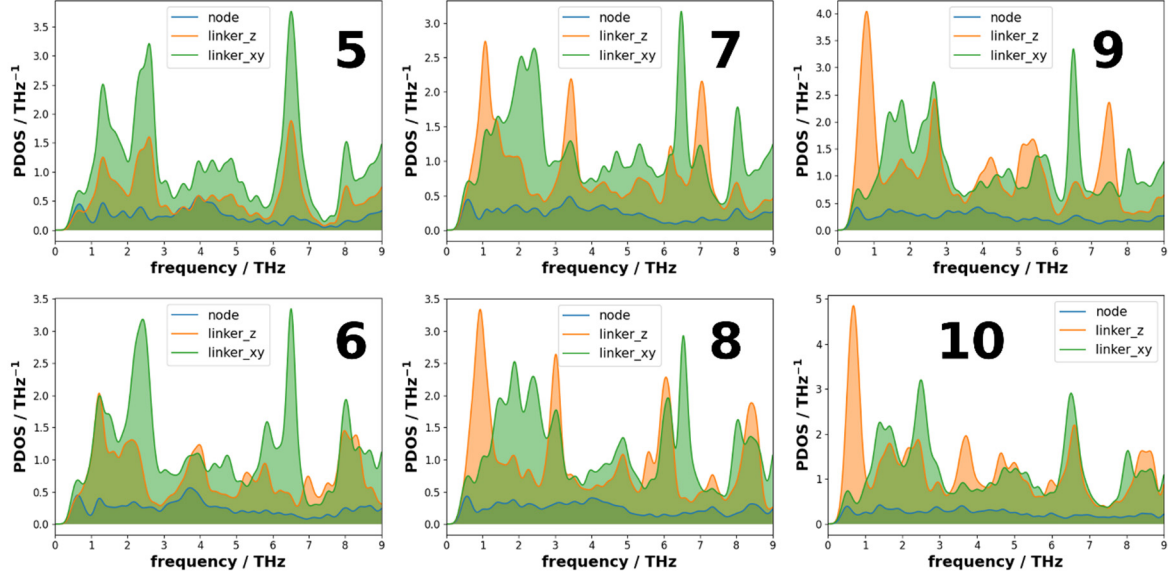 node
linker_z
linker_xy
5
3.5
3.0
2.5
2.0
1.5
1.0
0.5
0.0
PDOS / THz⁻¹
0 1 2 3 4 5 6 7 8 9
frequency / THz
node
linker_z
linker_xy
7
3.0
2.5
2.0
1.5
1.0
0.5
0.0
PDOS / THz⁻¹
0 1 2 3 4 5 6 7 8 9
frequency / THz
node
linker_z
linker_xy
9
4.0
3.5
3.0
2.5
2.0
1.5
1.0
0.5
0.0
PDOS / THz⁻¹
0 1 2 3 4 5 6 7 8 9
frequency / THz
node
linker_z
linker_xy
6
3.5
3.0
2.5
2.0
1.5
1.0
0.5
0.0
PDOS / THz⁻¹
0 1 2 3 4 5 6 7 8 9
frequency / THz
node
linker_z
linker_xy
8
3.5
3.0
2.5
2.0
1.5
1.0
0.5
0.0
PDOS / THz⁻¹
0 1 2 3 4 5 6 7 8 9
frequency / THz
node
linker_z
linker_xy
10
5
4
3
2
1
0
PDOS / THz⁻¹
0 1 2 3 4 5 6 7 8 9
frequency / THz